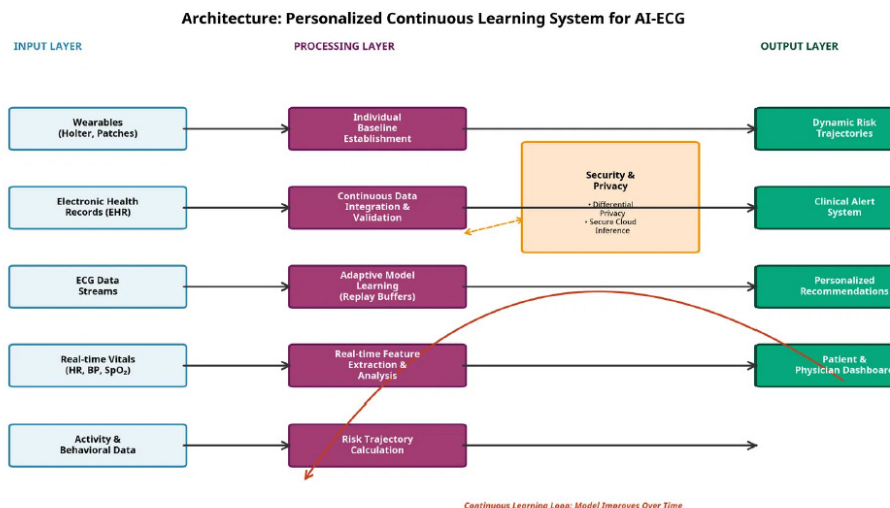 Architecture: Personalized Continuous Learning System for AI-ECG
INPUT LAYER
PROCESSING LAYER
OUTPUT LAYER
Wearables
(Holter, Patches)
Individual
Baseline
Establishment
Dynamic Risk
Trajectories
Security &
Privacy
• Differential
Privacy
• Secure Cloud
Inference
Electronic Health
Records (EHR)
Continuous Data
Integration &
Validation
Clinical Alert
System
ECG Data
Streams
Adaptive Model
Learning
(Replay Buffers)
Personalized
Recommendations
Real-time Vitals
(HR, BP, SpO₂)
Real-time Feature
Extraction &
Analysis
Patient &
Physician Dashboard
Activity &
Behavioral Data
Risk Trajectory
Calculation
Continuous Learning Loop: Model Improves Over Time